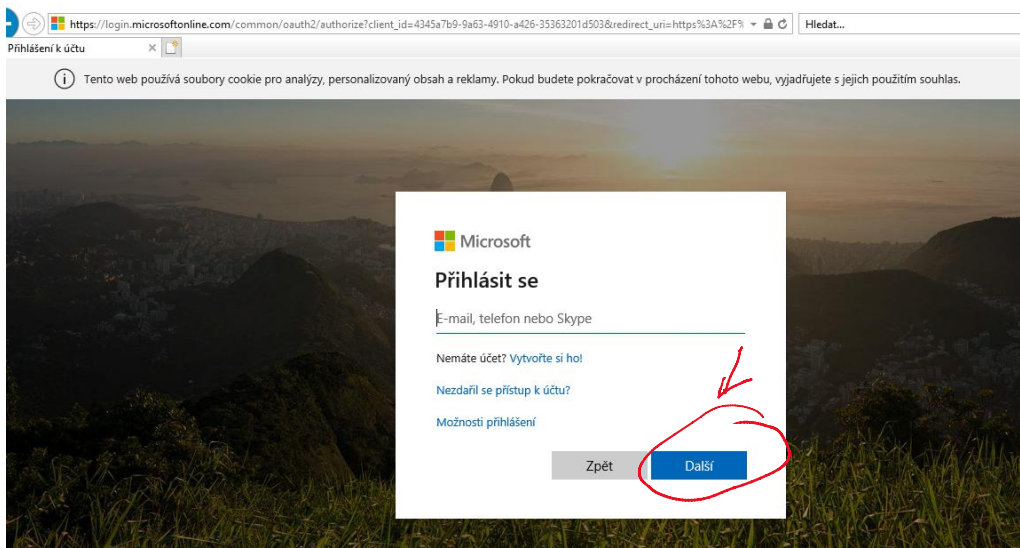 https://login.microsoftonline.com/common/oauth2/authorize?client_id=4345a7b9-9a63-4910-a426-35363201d503&redirect_uri=https%3A%2F% Hledat...
Přihlášení k účtu
Tento web používá soubory cookie pro analýzy, personalizovaný obsah a reklamy. Pokud budete pokračovat v procházení tohoto webu, vyjadřujete s jejich použitím souhlas.
Microsoft
Přihlásit se
E-mail, telefon nebo Skype
Nemáte účet? Vytvořte si ho!
Nezdařil se přístup k účtu?
Možnosti přihlášení
Zpět Další